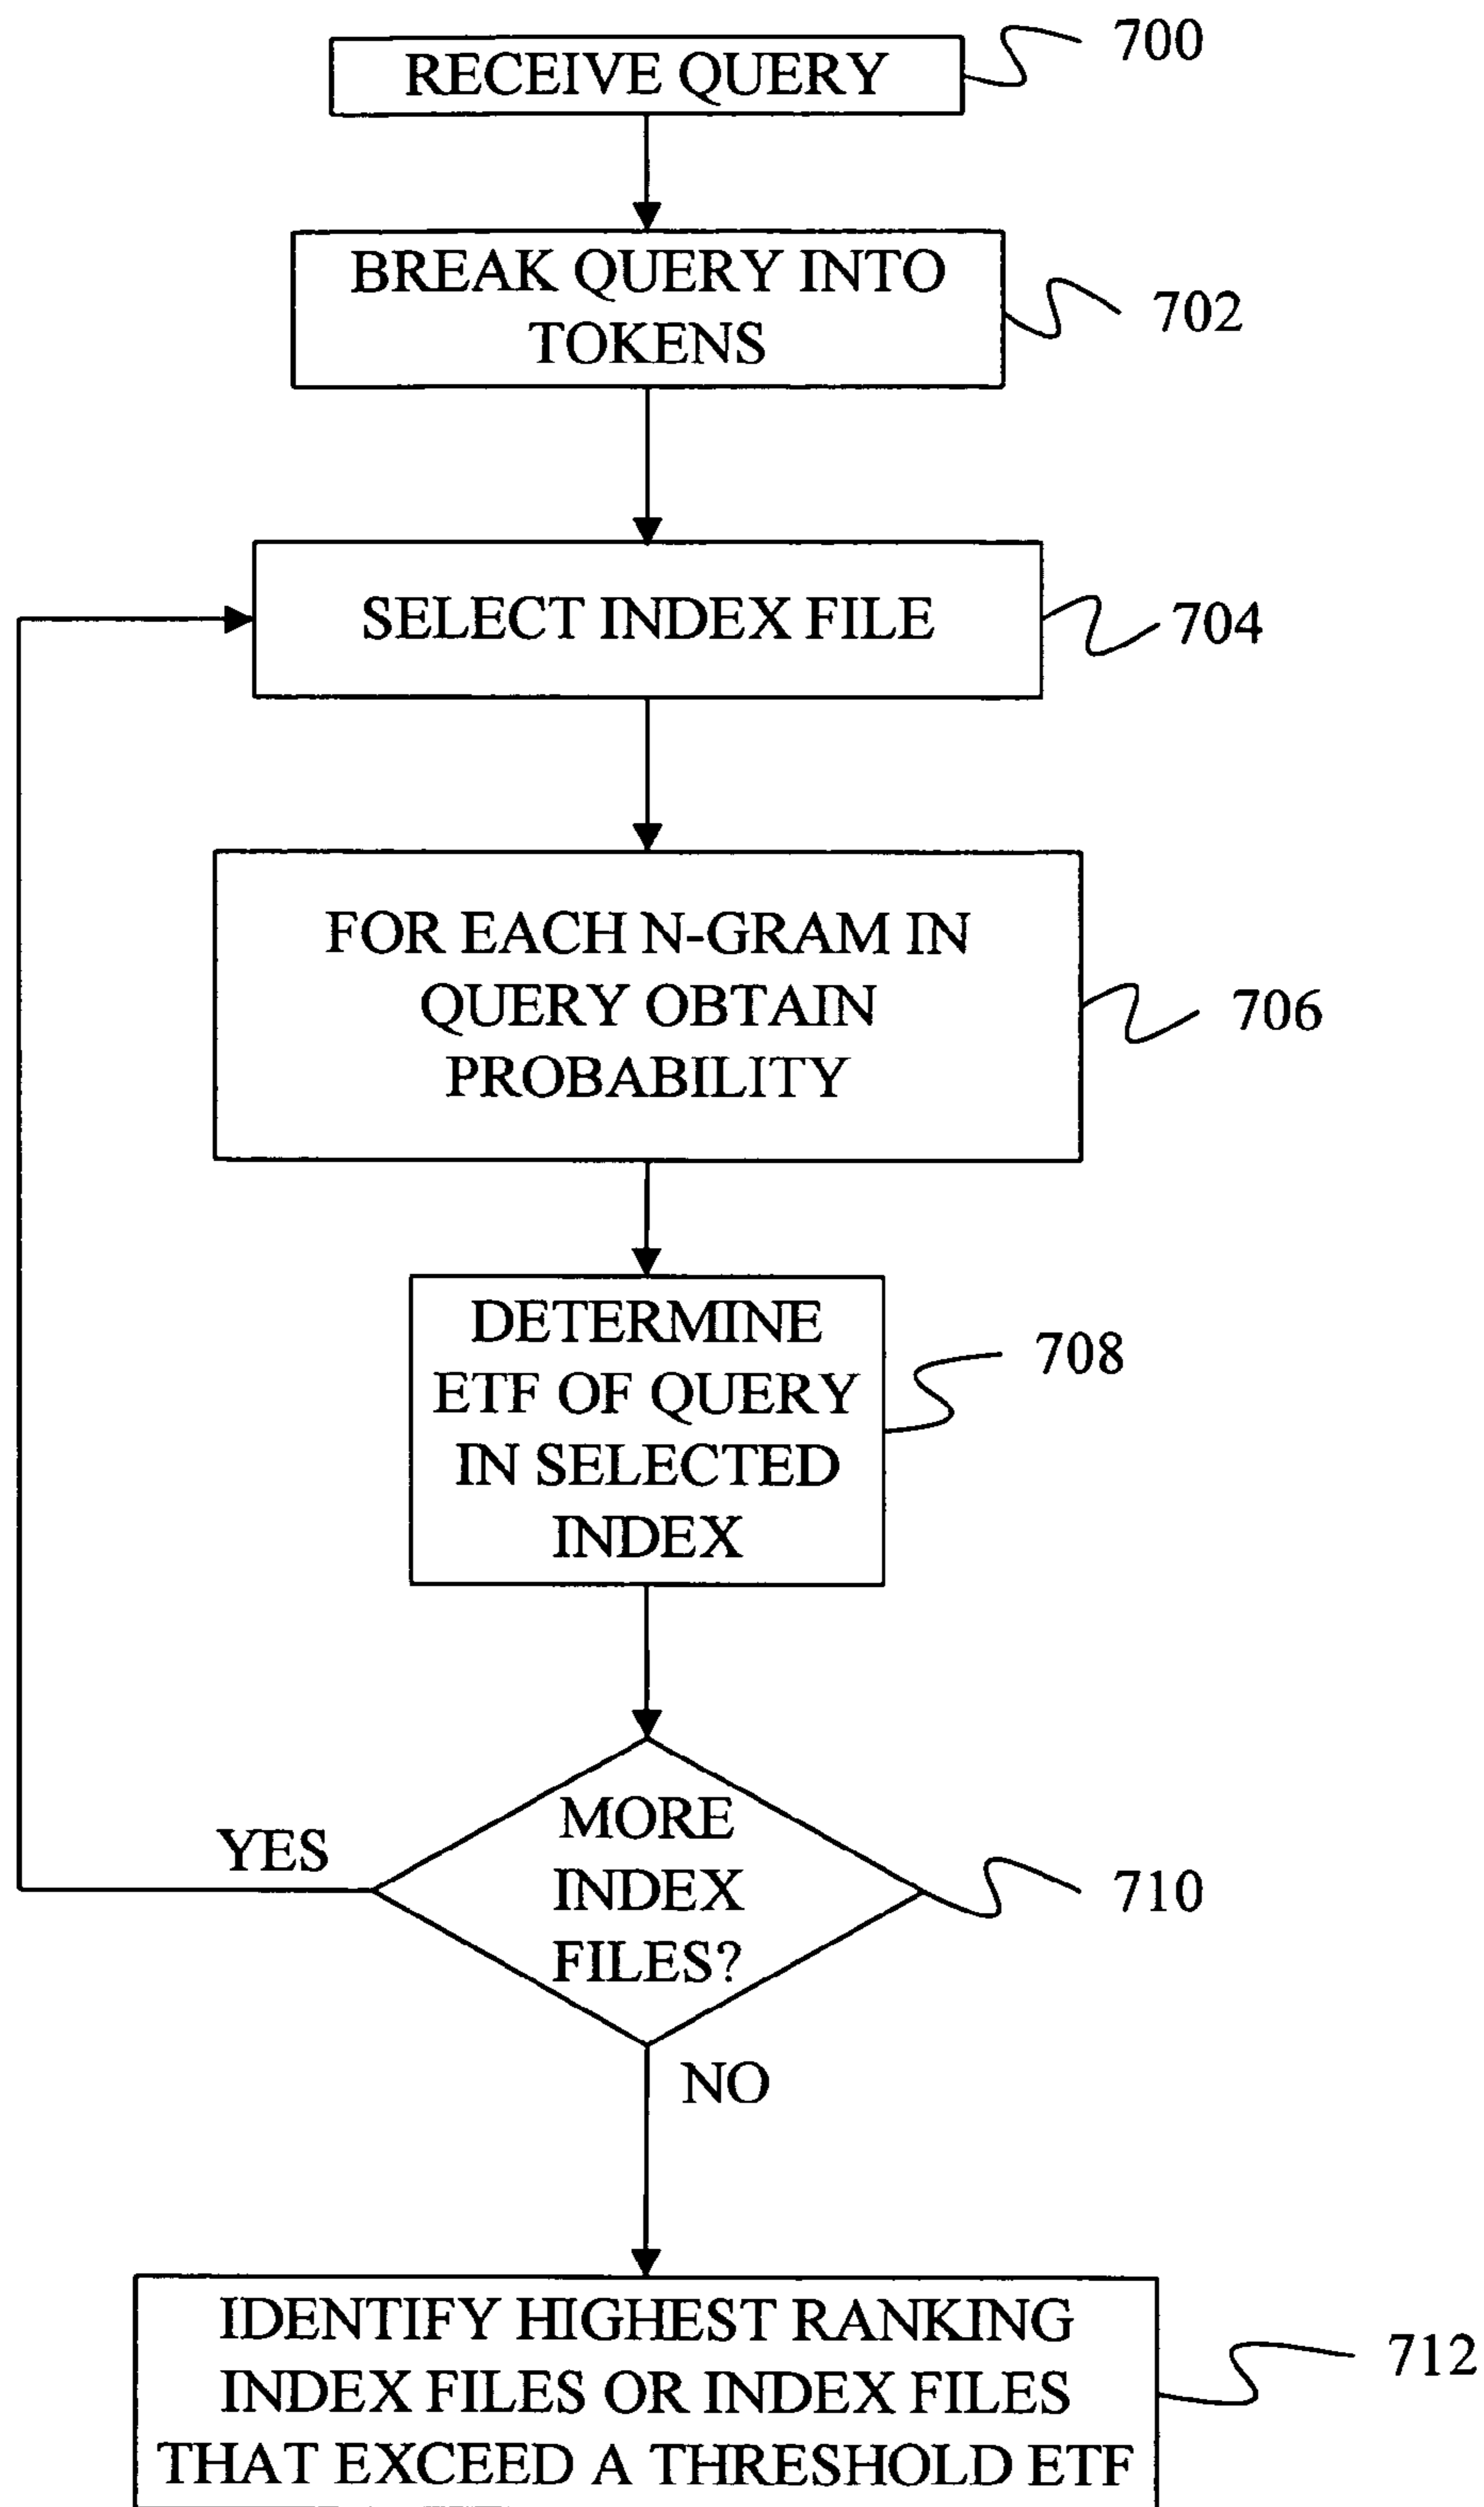 RECEIVE QUERY
700
BREAK QUERY INTO
TOKENS
702
SELECT INDEX FILE
704
FOR EACH N-GRAM IN
QUERY OBTAIN
PROBABILITY
706
DETERMINE
ETF OF QUERY
IN SELECTED
INDEX
708
MORE
INDEX
FILES?
YES
710
NO
IDENTIFY HIGHEST RANKING
INDEX FILES OR INDEX FILES
THAT EXCEED A THRESHOLD ETF
712